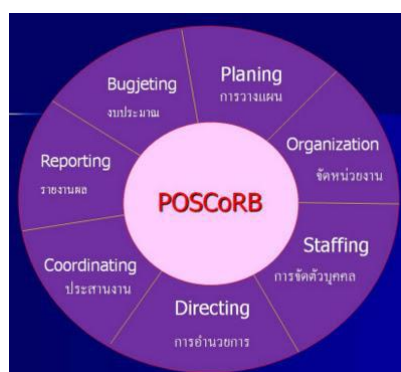 Planing
การวางแผน
Organization
จัดหน่วยงาน
Staffing
การจัดตัวบุคคล
Directing
การอำนวยการ
Coordinating
ประสานงาน
Reporting
รายงานผล
Bugjeting
งบประมาณ
POSCoRB